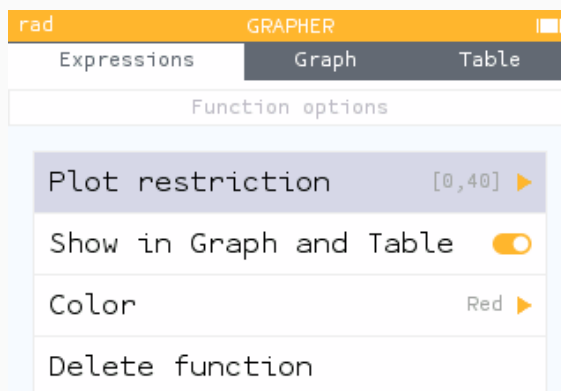 rad GRAPHER
Expressions Graph Table
Function options
Plot restriction [0,40]
Show in Graph and Table
Color Red
Delete function